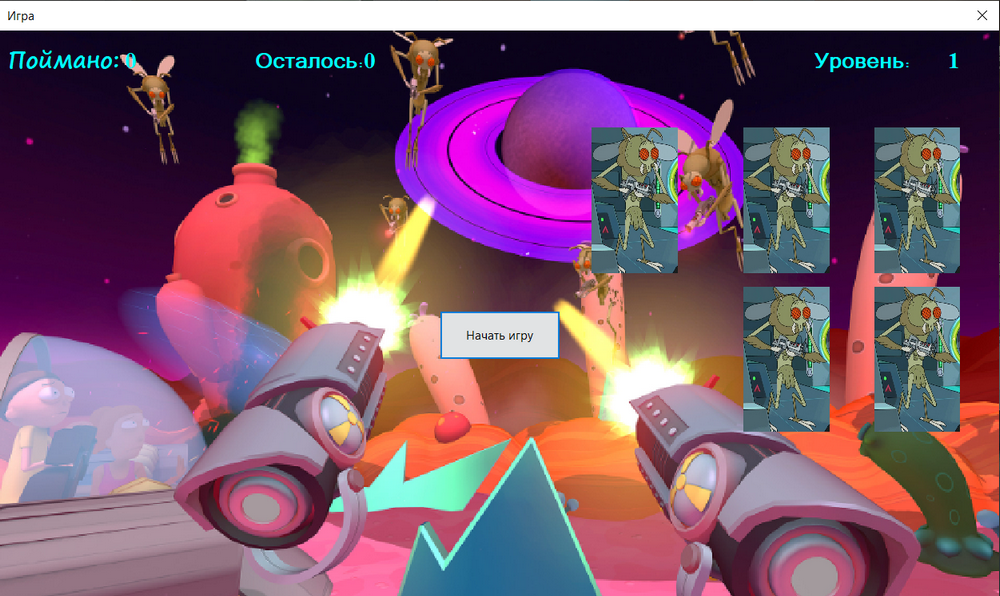 Игра
Поймано: 0
Осталось:0
Уровень: 1
Начать игру